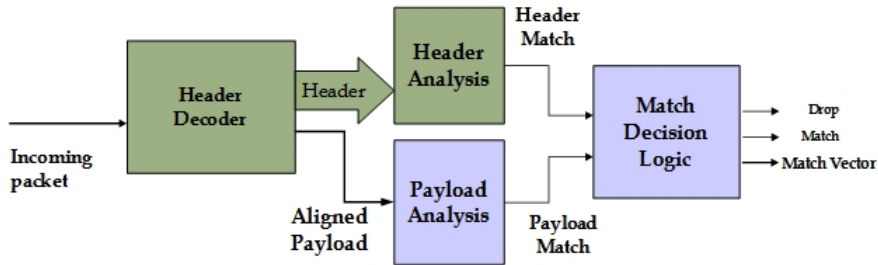 Incoming
packet
Header
Decoder
Header
Aligned
Payload
Header
Analysis
Payload
Analysis
Header
Match
Payload
Match
Match
Decision
Logic
Drop
Match
Match Vector